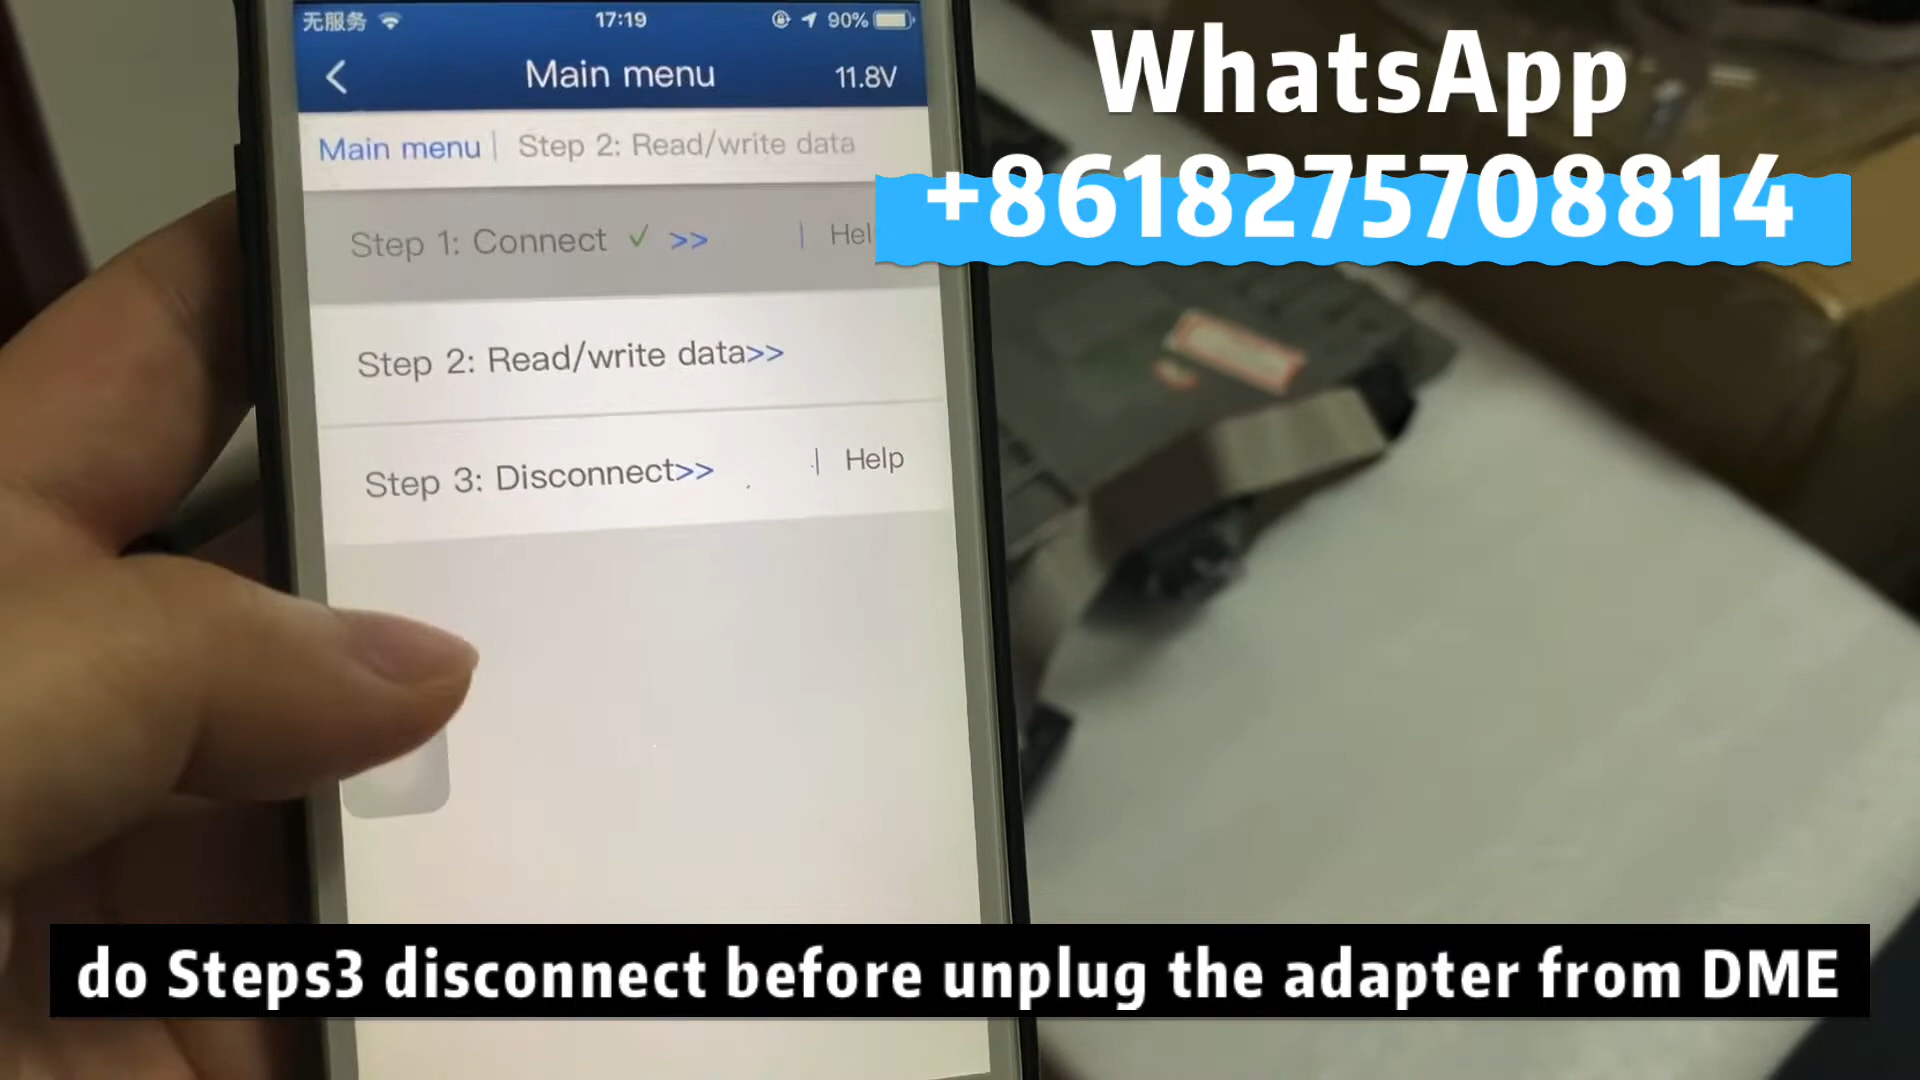 无服务 17:19 90%
Main menu 11.8V
Main menu | Step 2: Read/write data
Step 1: Connect ✓ >> | Hel
Step 2: Read/write data>>
Step 3: Disconnect>> | Help
WhatsApp
+8618275708814
do Steps3 disconnect before unplug the adapter from DME